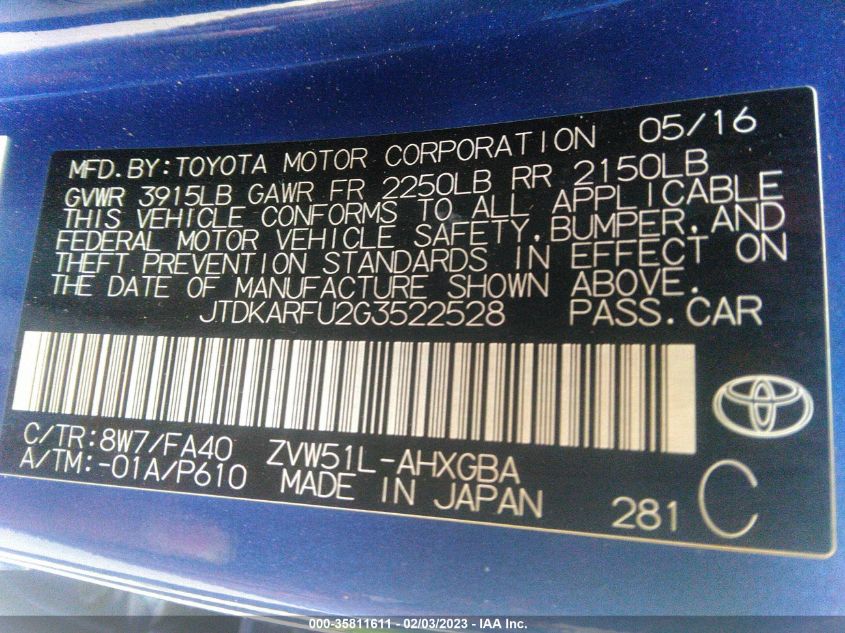 05/16
MFD.BY:TOYOTA MOTOR CORPORATION
GVWR 3915LB GAWR FR 2250LB RR 2150LB
THIS VEHICLE CONFORMS TO ALL APPLICABLE
FEDERAL MOTOR VEHICLE SAFETY,BUMPER,AND
THEFT PREVENTION STANDARDS IN EFFECT ON
THE DATE OF MANUFACTURE SHOWN ABOVE.
JTDKARFU2G3522528 PASS.CAR
C/TR:8W7/FA40 ZVW51L-AHXGBA
A/TM:-01A/P610 MADE IN JAPAN 281 C
000-35811611 - 02/03/2023 - IAA Inc.